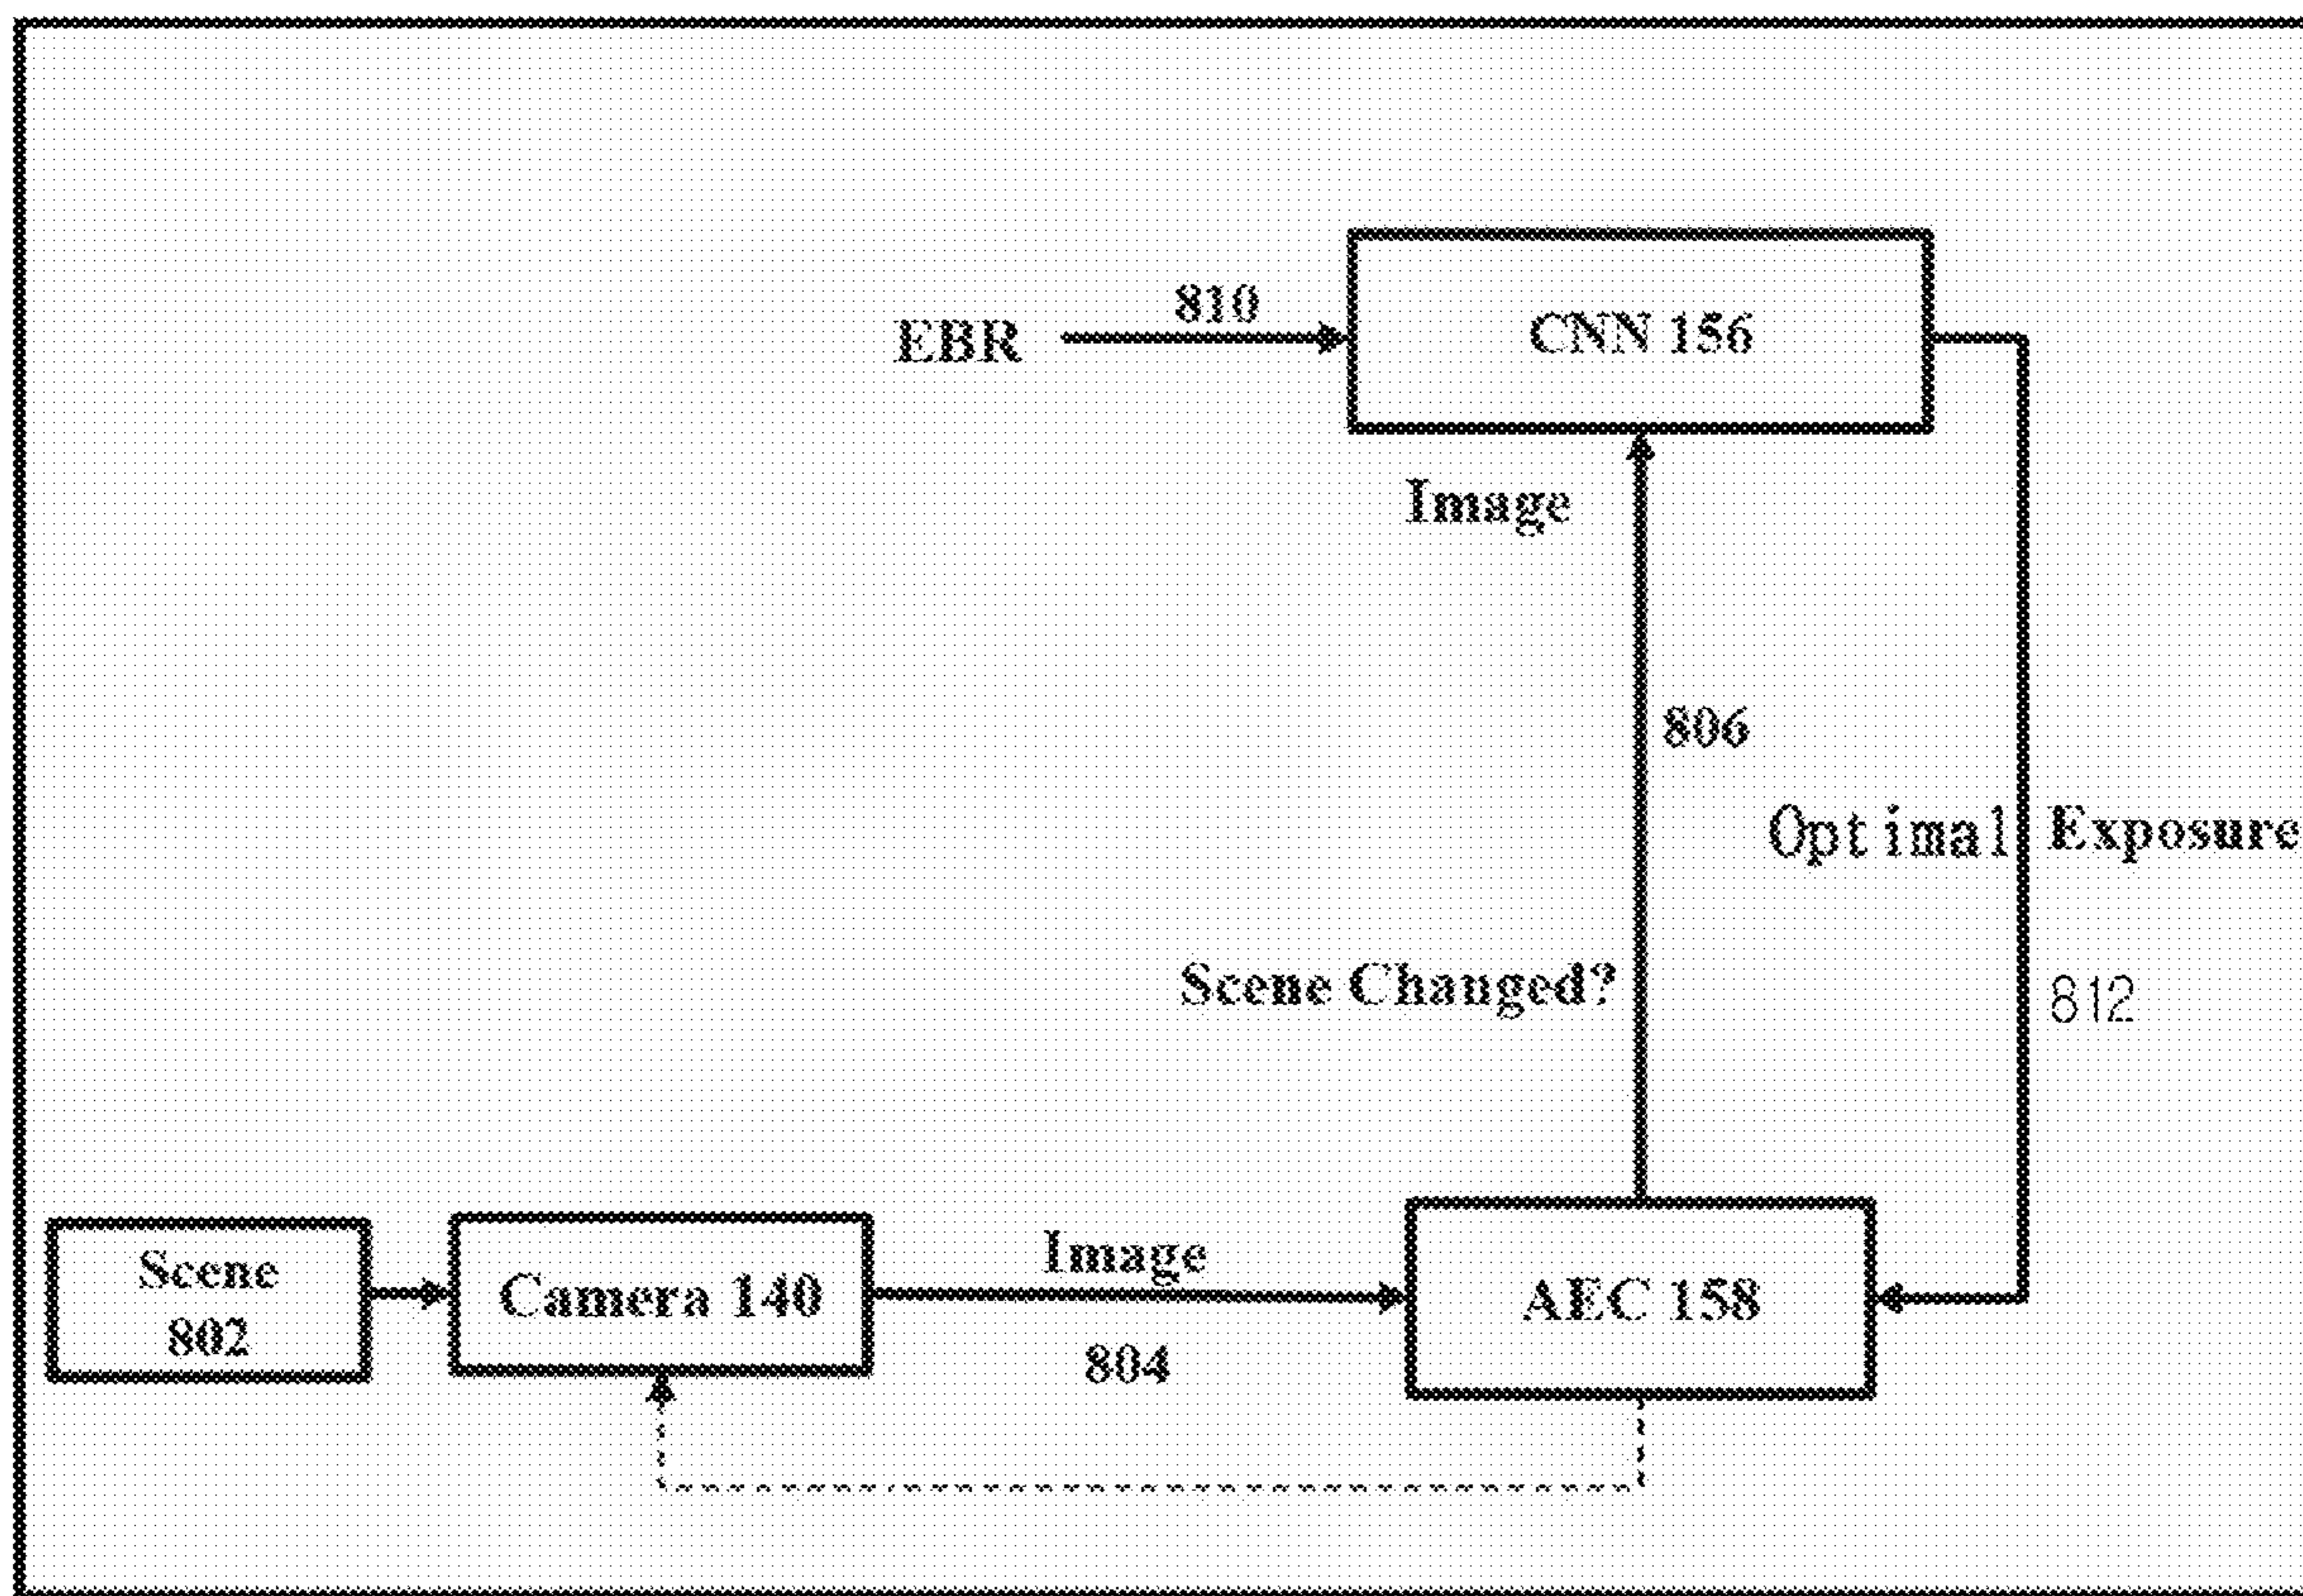 810
EBR
CNN 156
Image
806
Optimal Exposure
Scene Changed?
812
Image
Scene
802
Camera 140
AEC 158
804